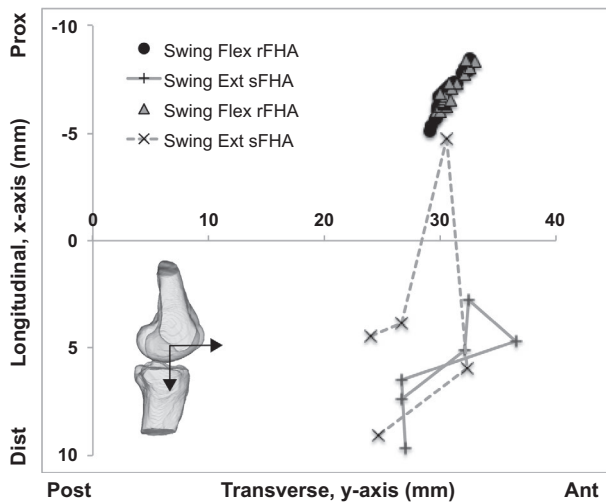 Prox
Longitudinal, x-axis (mm)
Dist
-10
-5
0
5
10
Swing Flex rFHA
Swing Ext sFHA
Swing Flex rFHA
Swing Ext sFHA
0 10 20 30 40
Post Transverse, y-axis (mm) Ant